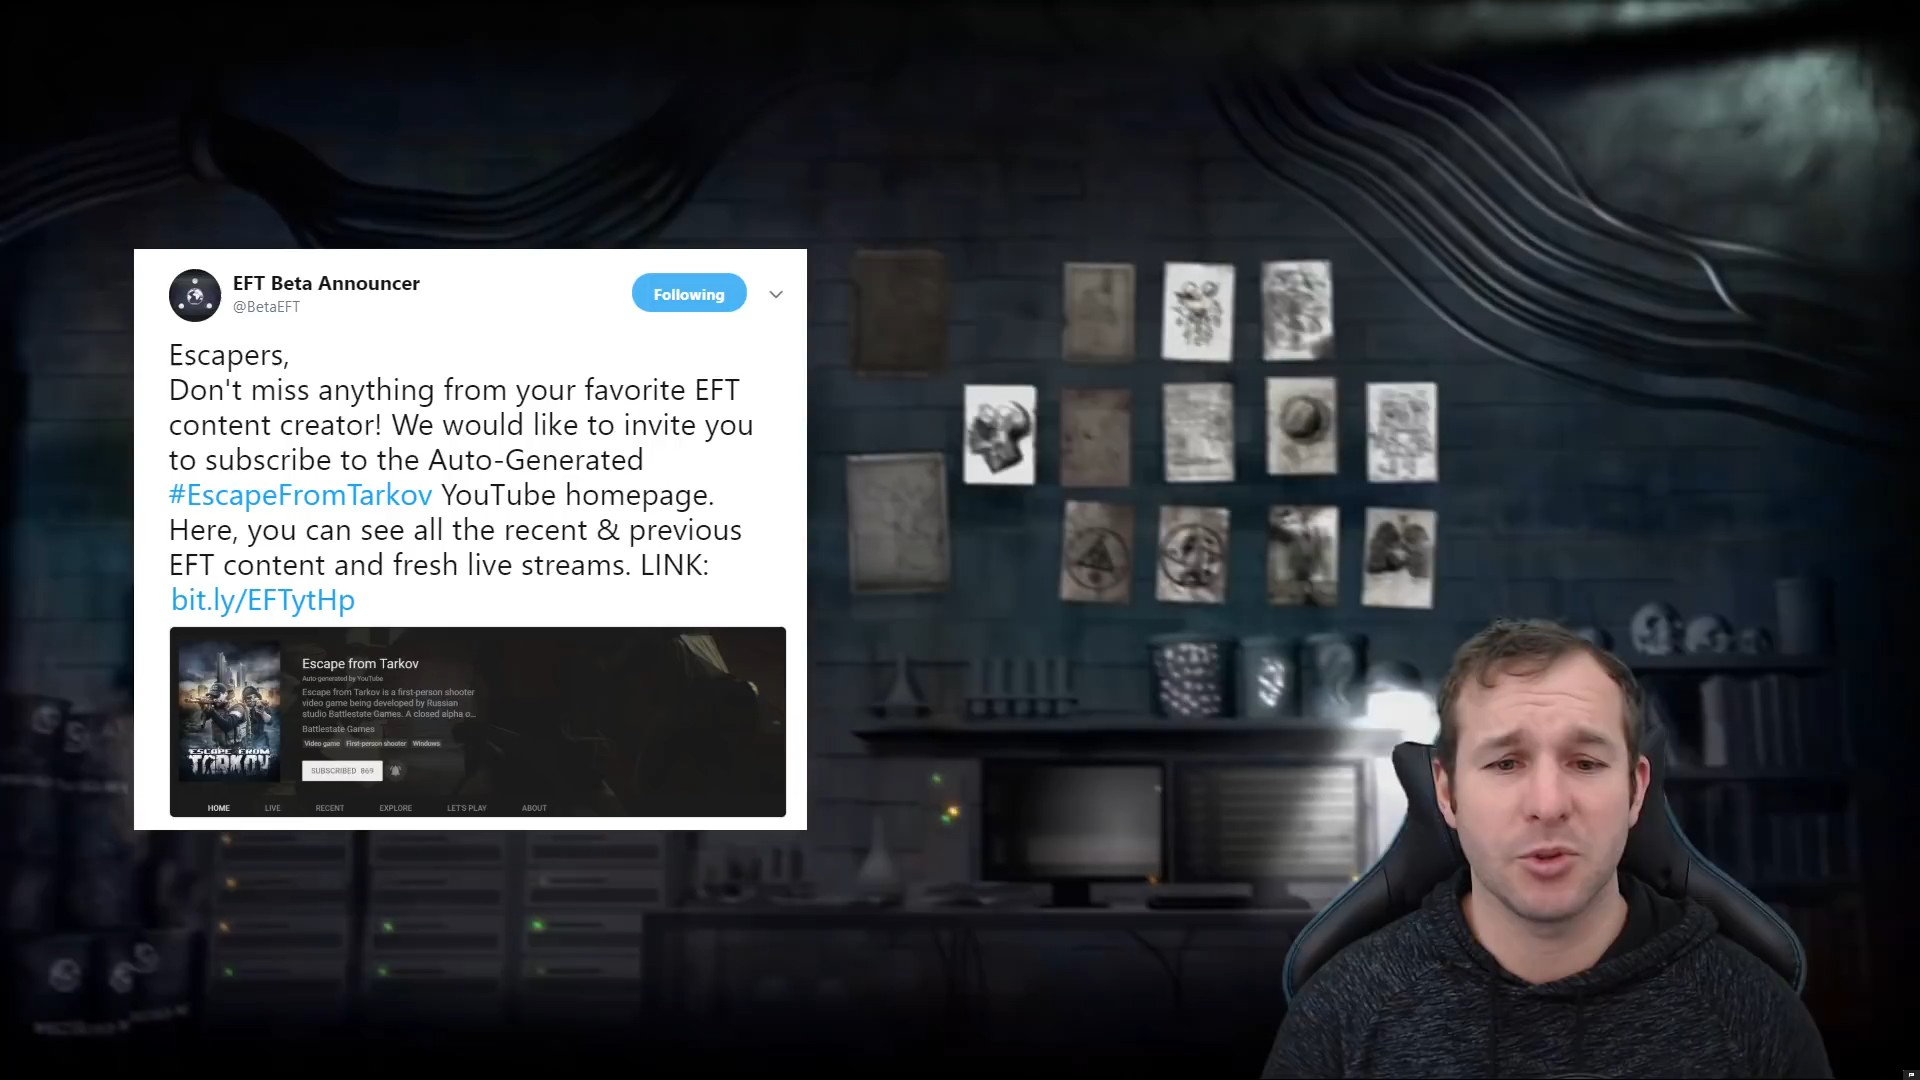 EFT Beta Announcer
@BetaEFT
Following
Escapers,
Don't miss anything from your favorite EFT
content creator! We would like to invite you
to subscribe to the Auto-Generated
#EscapeFromTarkov YouTube homepage.
Here, you can see all the recent & previous
EFT content and fresh live streams. LINK:
bit.ly/EFTytHp
Escape from Tarkov
Auto-generated by YouTube
Escape from Tarkov is a first-person shooter
video game being developed by Russian
studio Battlestate Games. A closed alpha o...
Battlestate Games
Video game First-person shooter Windows
ESCAPE FROM
TARKOV
SUBSCRIBED 869
HOME LIVE RECENT EXPLORE LET'S PLAY ABOUT